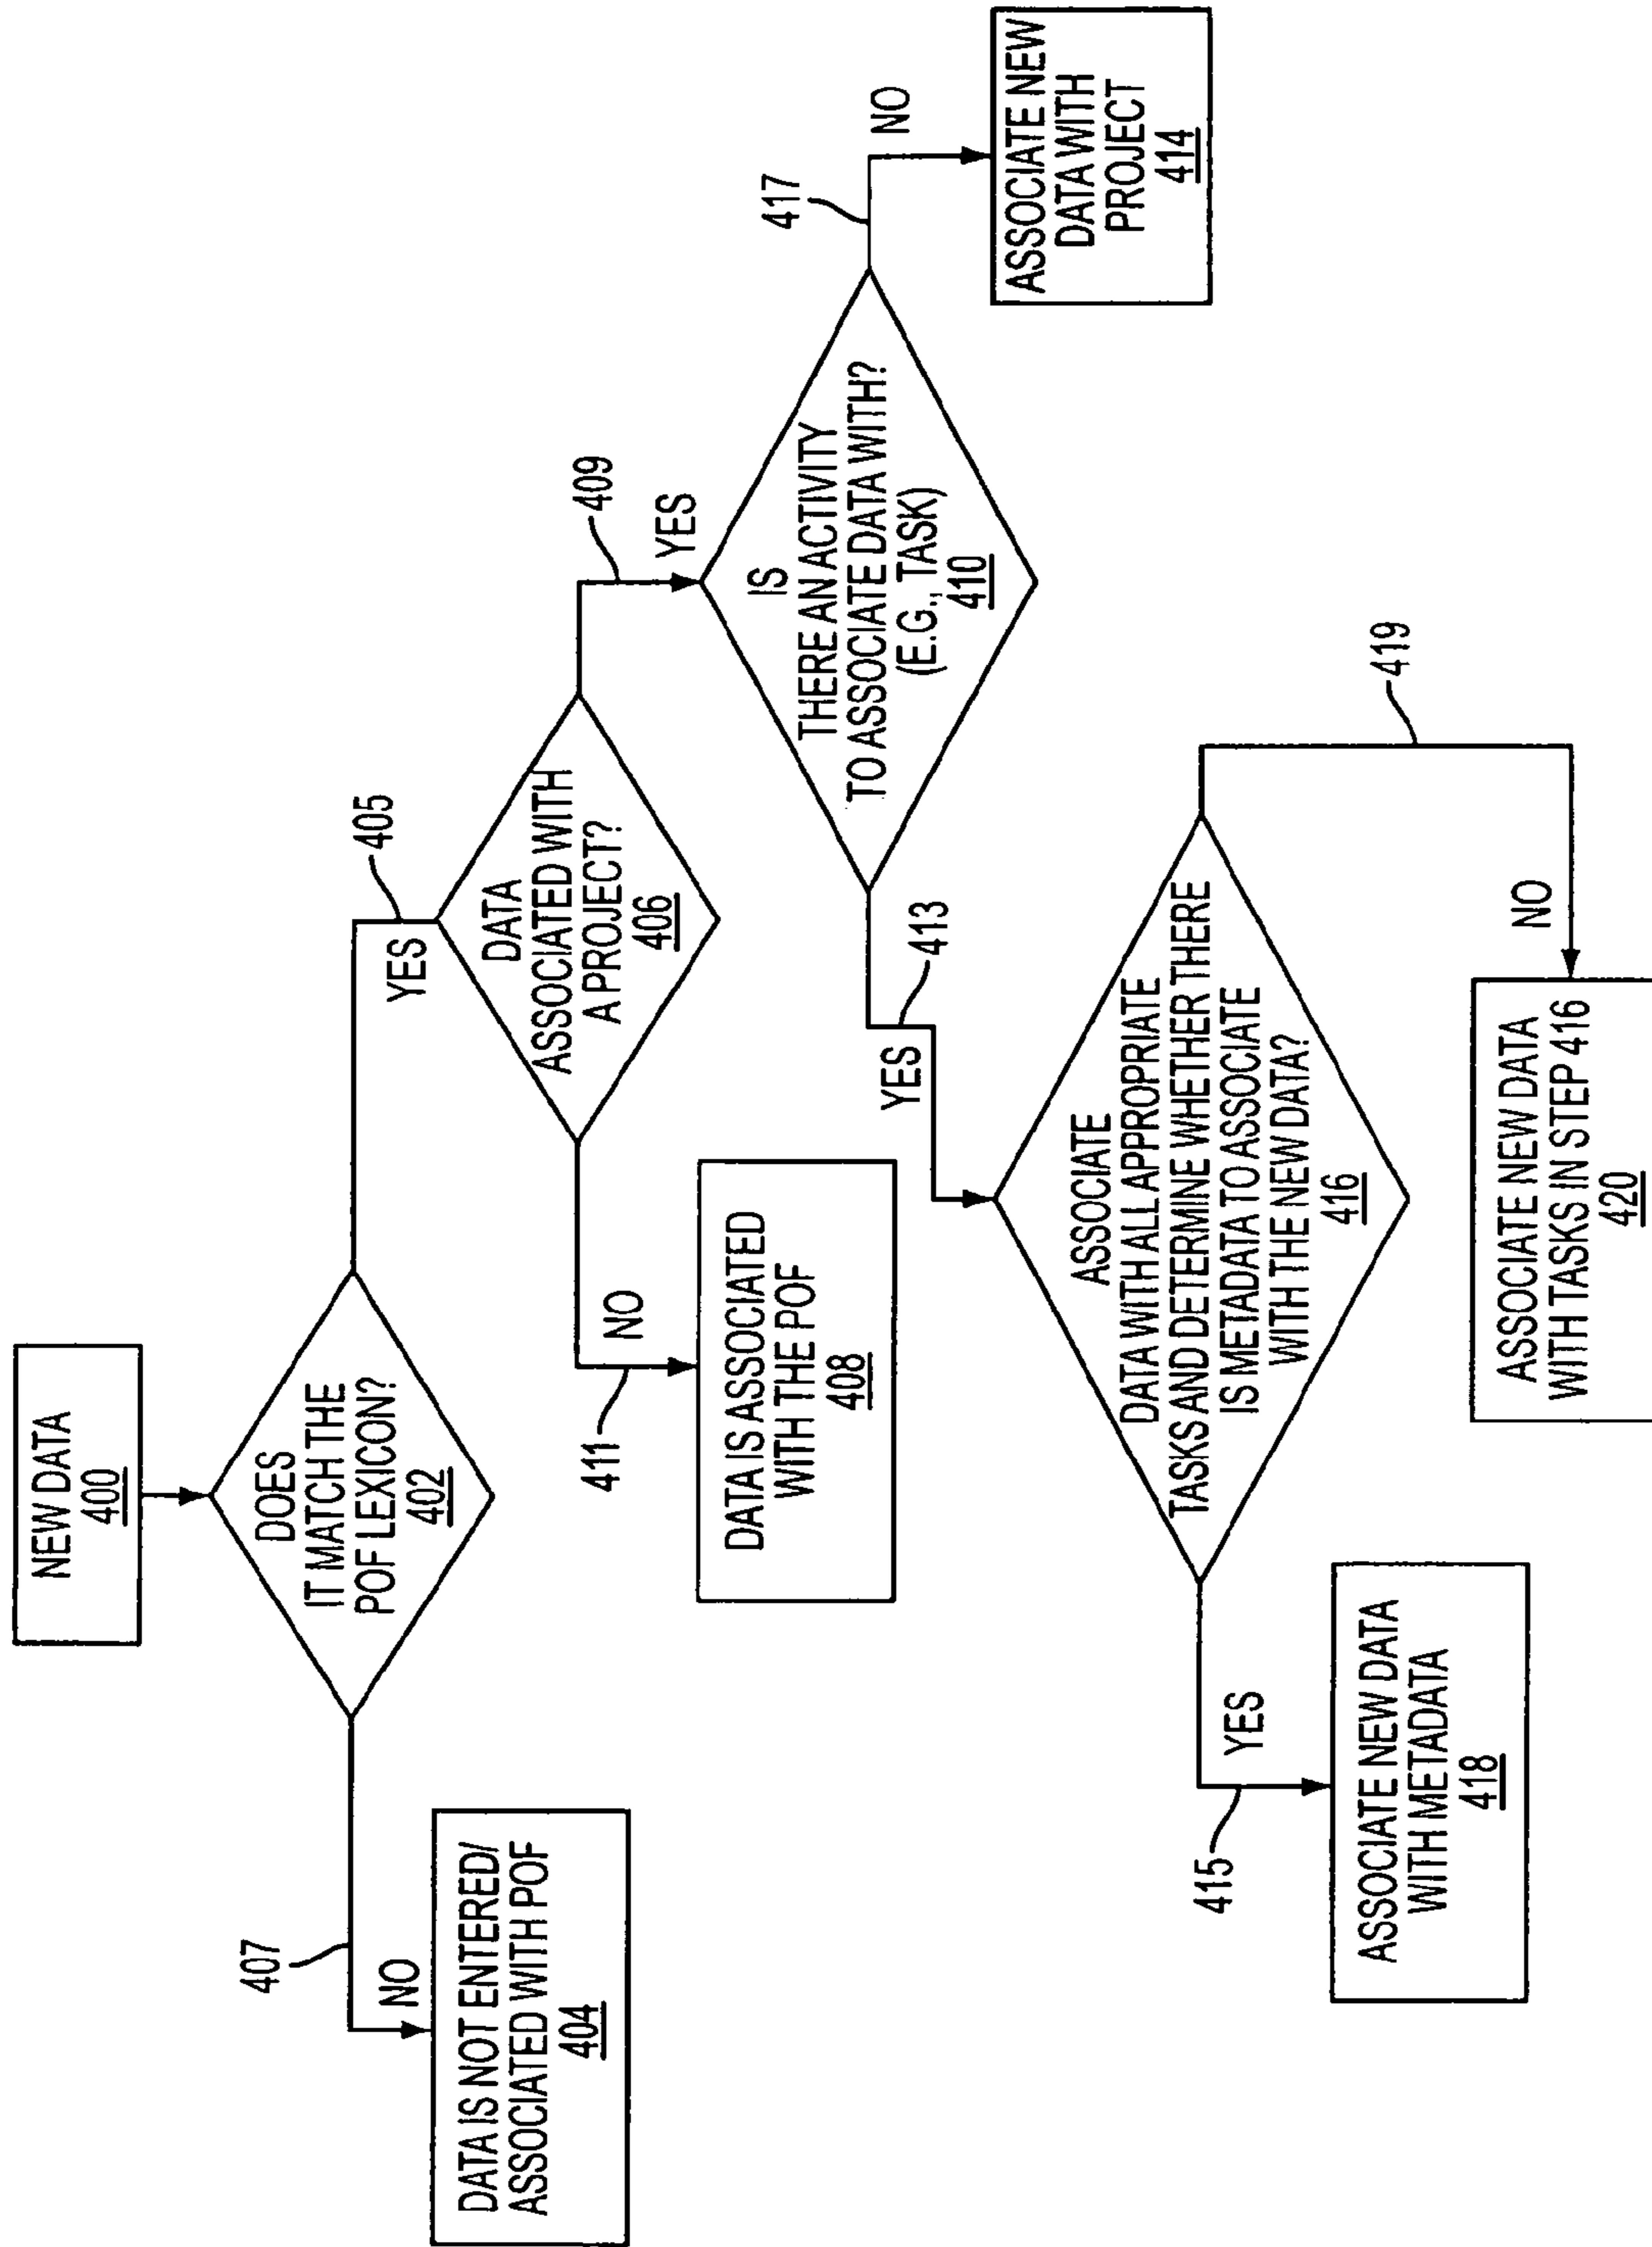 NEW DATA
400
DOES
IT MATCH THE
POF LEXICON?
402
407
NO
DATA IS NOT ENTERED/
ASSOCIATED WITH POF
404
405
YES
DATA
ASSOCIATED WITH
A PROJECT?
406
411
NO
DATA IS ASSOCIATED
WITH THE POF
408
409
YES
IS
THERE AN ACTIVITY
TO ASSOCIATE DATA WITH?
(E.G., TASK)
410
417
NO
ASSOCIATE NEW
DATA WITH
PROJECT
414
413
YES
ASSOCIATE
DATA WITH ALL APPROPRIATE
TASKS AND DETERMINE WHETHER THERE
IS METADATA TO ASSOCIATE
WITH THE NEW DATA?
416
415
YES
ASSOCIATE NEW DATA
WITH METADATA
418
419
NO
ASSOCIATE NEW DATA
WITH TASKS IN STEP 416
420